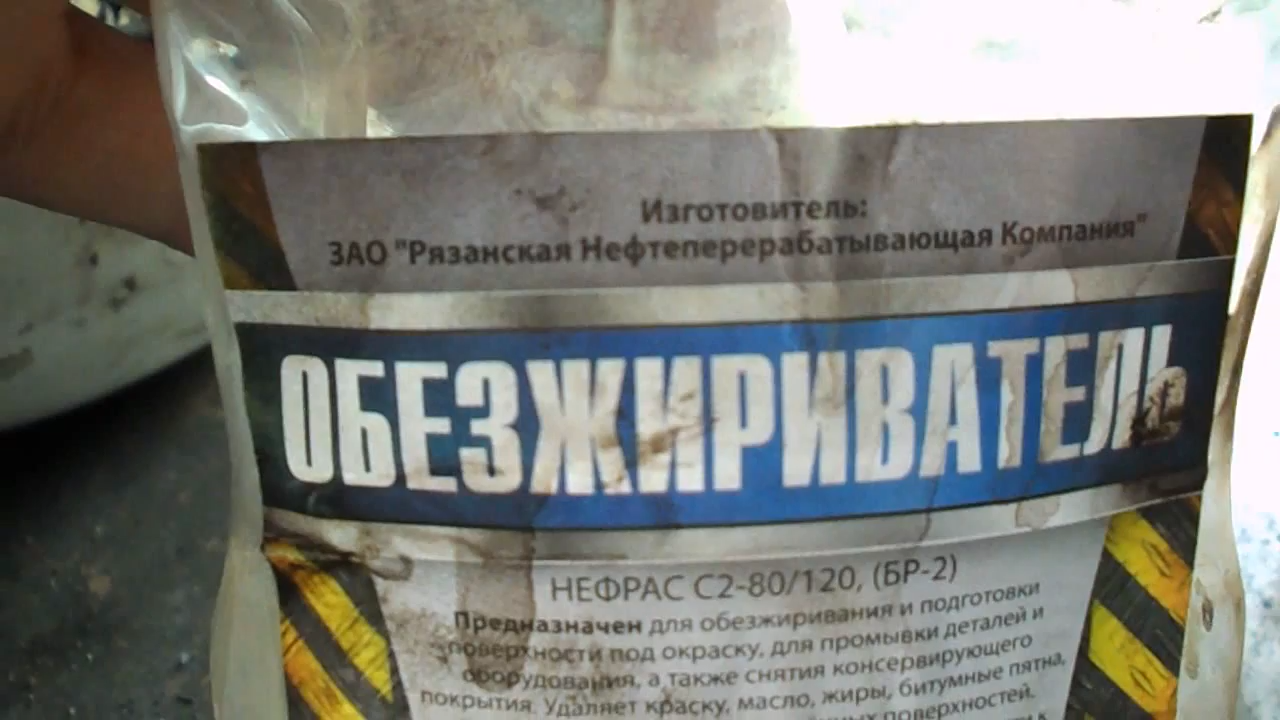 Изготовитель:
ЗАО "Рязанская Нефтеперерабатывающая Компания"
ОБЕЗЖИРИВАТЕЛЬ
НЕФРАС С2-80/120, (БР-2)
Предназначен для обезжиривания и подготовки
поверхности под окраску, для промывки деталей и
оборудования, а также снятия консервирующего
покрытия. Удаляет краску, масло, жиры, битумные пятна,
поверхностей.